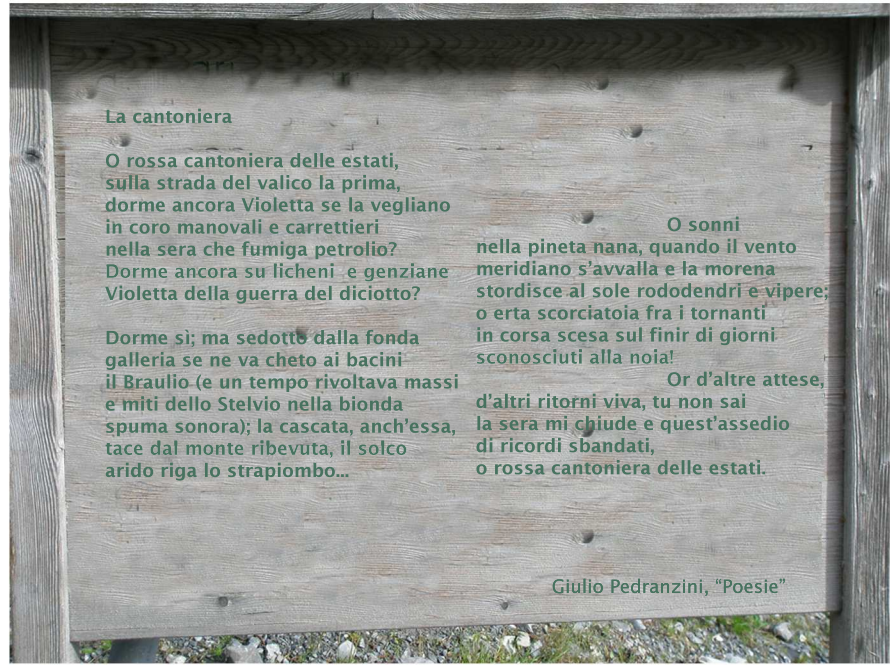 La cantoniera
O rossa cantoniera delle estati,
sulla strada del valico la prima,
dorme ancora Violetta se la vegliano
in coro manovali e carrettieri
nella sera che fumiga petrolio?
Dorme ancora su licheni e genziane
Violetta della guerra del diciotto?
Dorme sì; ma sedotto dalla fonda
galleria se ne va cheto ai bacini
il Braulio (e un tempo rivoltava massi
e miti dello Stelvio nella bionda
spuma sonora); la cascata, anch'essa,
tace dal monte ribevuta, il solco
arido riga lo strapiombo...
O sonni
nella pineta nana, quando il vento
meridiano s'avvalla e la morena
stordisce al sole rododendri e vipere;
o erta scorciatoia fra i tornanti
in corsa scesa sul finir di giorni
sconosciuti alla noia!
Or d'altre attese,
d'altri ritorni viva, tu non sai
la sera mi chiude e quest'assedio
di ricordi sbandati,
o rossa cantoniera delle estati.
Giulio Pedranzini, “Poesie”